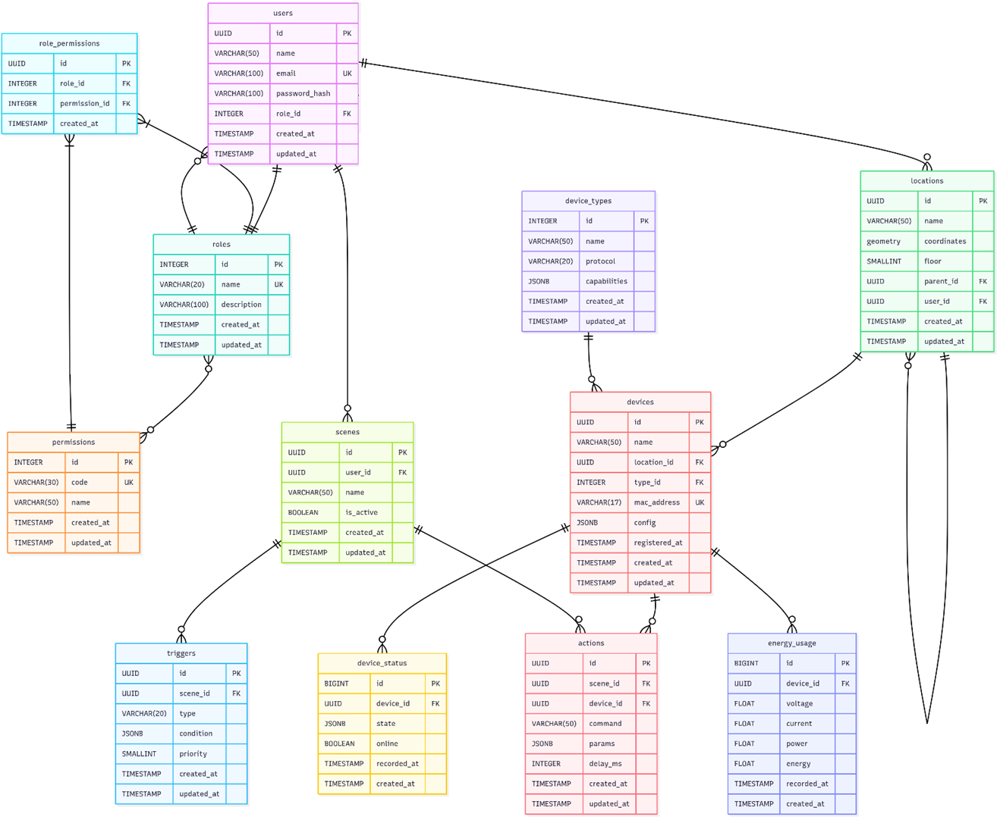 users
UUID id PK
VARCHAR(50) name
VARCHAR(100) email UK
VARCHAR(100) password_hash
INTEGER role_id FK
TIMESTAMP created_at
TIMESTAMP updated_at
role_permissions
UUID id PK
INTEGER role_id FK
INTEGER permission_id FK
TIMESTAMP created_at
locations
UUID id PK
VARCHAR(50) name
geometry coordinates
SMALLINT floor
UUID parent_id FK
UUID user_id FK
TIMESTAMP created_at
TIMESTAMP updated_at
device_types
INTEGER id PK
VARCHAR(50) name
VARCHAR(20) protocol
JSONB capabilities
TIMESTAMP created_at
TIMESTAMP updated_at
roles
INTEGER id PK
VARCHAR(20) name UK
VARCHAR(100) description
TIMESTAMP created_at
TIMESTAMP updated_at
devices
UUID id PK
VARCHAR(50) name
UUID location_id FK
INTEGER type_id FK
VARCHAR(17) mac_address UK
JSONB config
TIMESTAMP registered_at
TIMESTAMP created_at
TIMESTAMP updated_at
scenes
UUID id PK
UUID user_id FK
VARCHAR(50) name
BOOLEAN is_active
TIMESTAMP created_at
TIMESTAMP updated_at
permissions
INTEGER id PK
VARCHAR(30) code UK
VARCHAR(50) name
TIMESTAMP created_at
TIMESTAMP updated_at
triggers
UUID id PK
UUID scene_id FK
VARCHAR(20) type
JSONB condition
SMALLINT priority
TIMESTAMP created_at
TIMESTAMP updated_at
device_status
BIGINT id PK
UUID device_id FK
JSONB state
BOOLEAN online
TIMESTAMP recorded_at
TIMESTAMP created_at
actions
UUID id PK
UUID scene_id FK
UUID device_id FK
VARCHAR(50) command
JSONB params
INTEGER delay_ms
TIMESTAMP created_at
TIMESTAMP updated_at
energy_usage
BIGINT id PK
UUID device_id FK
FLOAT voltage
FLOAT current
FLOAT power
FLOAT energy
TIMESTAMP recorded_at
TIMESTAMP created_at